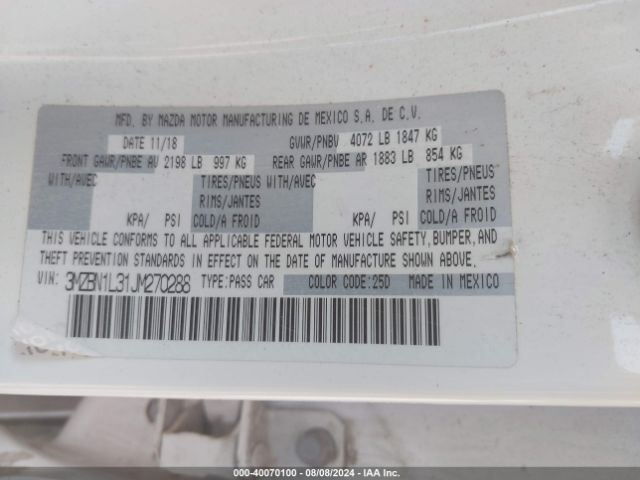 MFD. BY MAZDA MOTOR MANUFACTURING DE MEXICO S.A. DE C.V.
DATE 11/18 GVWR/PNBV 4072 LB 1847 KG
FRONT GAWR/PNBE AV 2198 LB 997 KG REAR GAWR/PNBE AR 1883 LB 854 KG
WITH/AVEC TIRES/PNEUS WITH/AVEC TIRES/PNEUS
RIMS/JANTES RIMS/JANTES
KPA/ PSI COLD/A FROID KPA/ PSI COLD/A FROID
THIS VEHICLE CONFORMS TO ALL APPLICABLE FEDERAL MOTOR VEHICLE SAFETY, BUMPER, AND
THEFT PREVENTION STANDARDS IN EFFECT ON THE DATE OF MANUFACTURE SHOWN ABOVE.
VIN: 3MZBN1L31JM270288 TYPE:PASS CAR COLOR CODE:25D MADE IN MEXICO
000-40070100 - 08/08/2024 - IAA Inc.